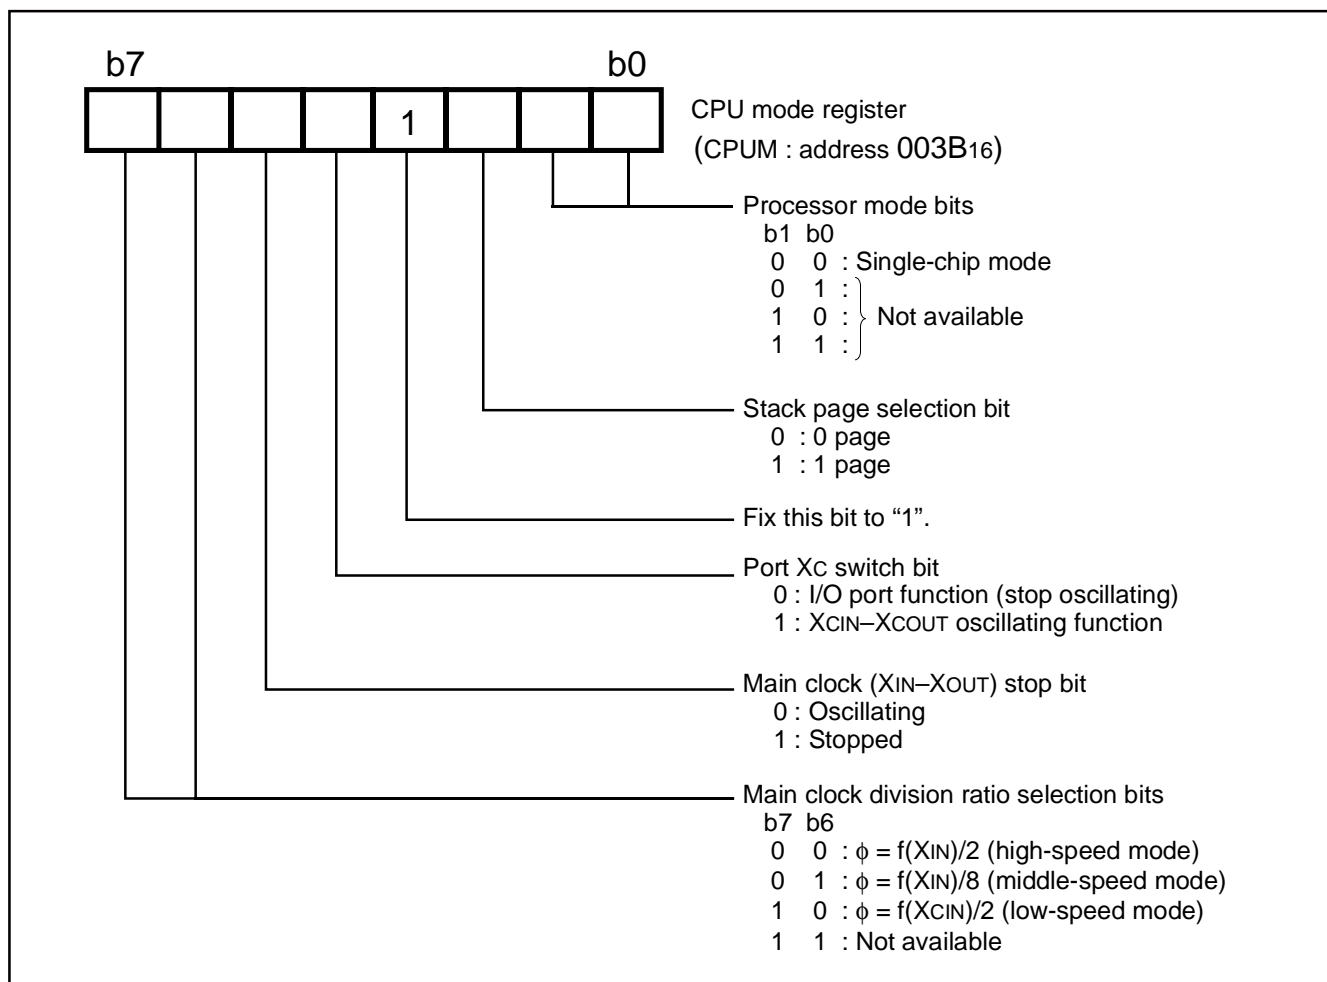 b7 b0
1
CPU mode register
(CPUM : address 003B16)
Processor mode bits
b1 b0
0 0 : Single-chip mode
0 1 :
1 0 : Not available
1 1 :
Stack page selection bit
0 : 0 page
1 : 1 page
Fix this bit to “1”.
Port XC switch bit
0 : I/O port function (stop oscillating)
1 : XCIN–XCOUT oscillating function
Main clock (XIN–XOUT) stop bit
0 : Oscillating
1 : Stopped
Main clock division ratio selection bits
b7 b6
0 0 : ϕ = f(XIN)/2 (high-speed mode)
0 1 : ϕ = f(XIN)/8 (middle-speed mode)
1 0 : ϕ = f(XCIN)/2 (low-speed mode)
1 1 : Not available